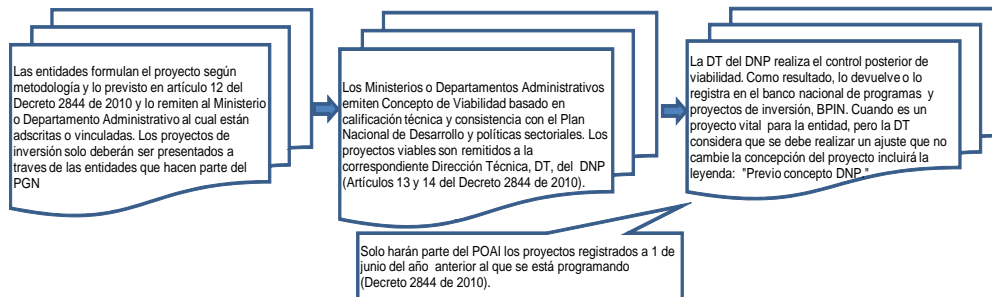 Las entidades formulan el proyecto según
metodología y lo previsto en artículo 12 del
Decreto 2844 de 2010 y lo remiten al Ministerio
o Departamento Administrativo al cual están
adscritas o vinculadas. Los proyectos de
inversión solo deberán ser presentados a
traves de las entidades que hacen parte del
PGN
Los Ministerios o Departamentos Administrativos
emiten Concepto de Viabilidad basado en
calificación técnica y consistencia con el Plan
Nacional de Desarrollo y políticas sectoriales. Los
proyectos viables son remitidos a la
correspondiente Dirección Técnica, DT, del DNP
(Artículos 13 y 14 del Decreto 2844 de 2010).
La DT del DNP realiza el control posterior de
viabilidad. Como resultado, lo devuelve o lo
registra en el banco nacional de programas y
proyectos de inversión, BPIN. Cuando es un
proyecto vital para la entidad, pero la DT
considera que se debe realizar un ajuste que no
cambie la concepción del proyecto incluirá la
leyenda: "Previo concepto DNP."
Solo harán parte del POAI los proyectos registrados a 1 de
junio del año anterior al que se está programando
(Decreto 2844 de 2010).